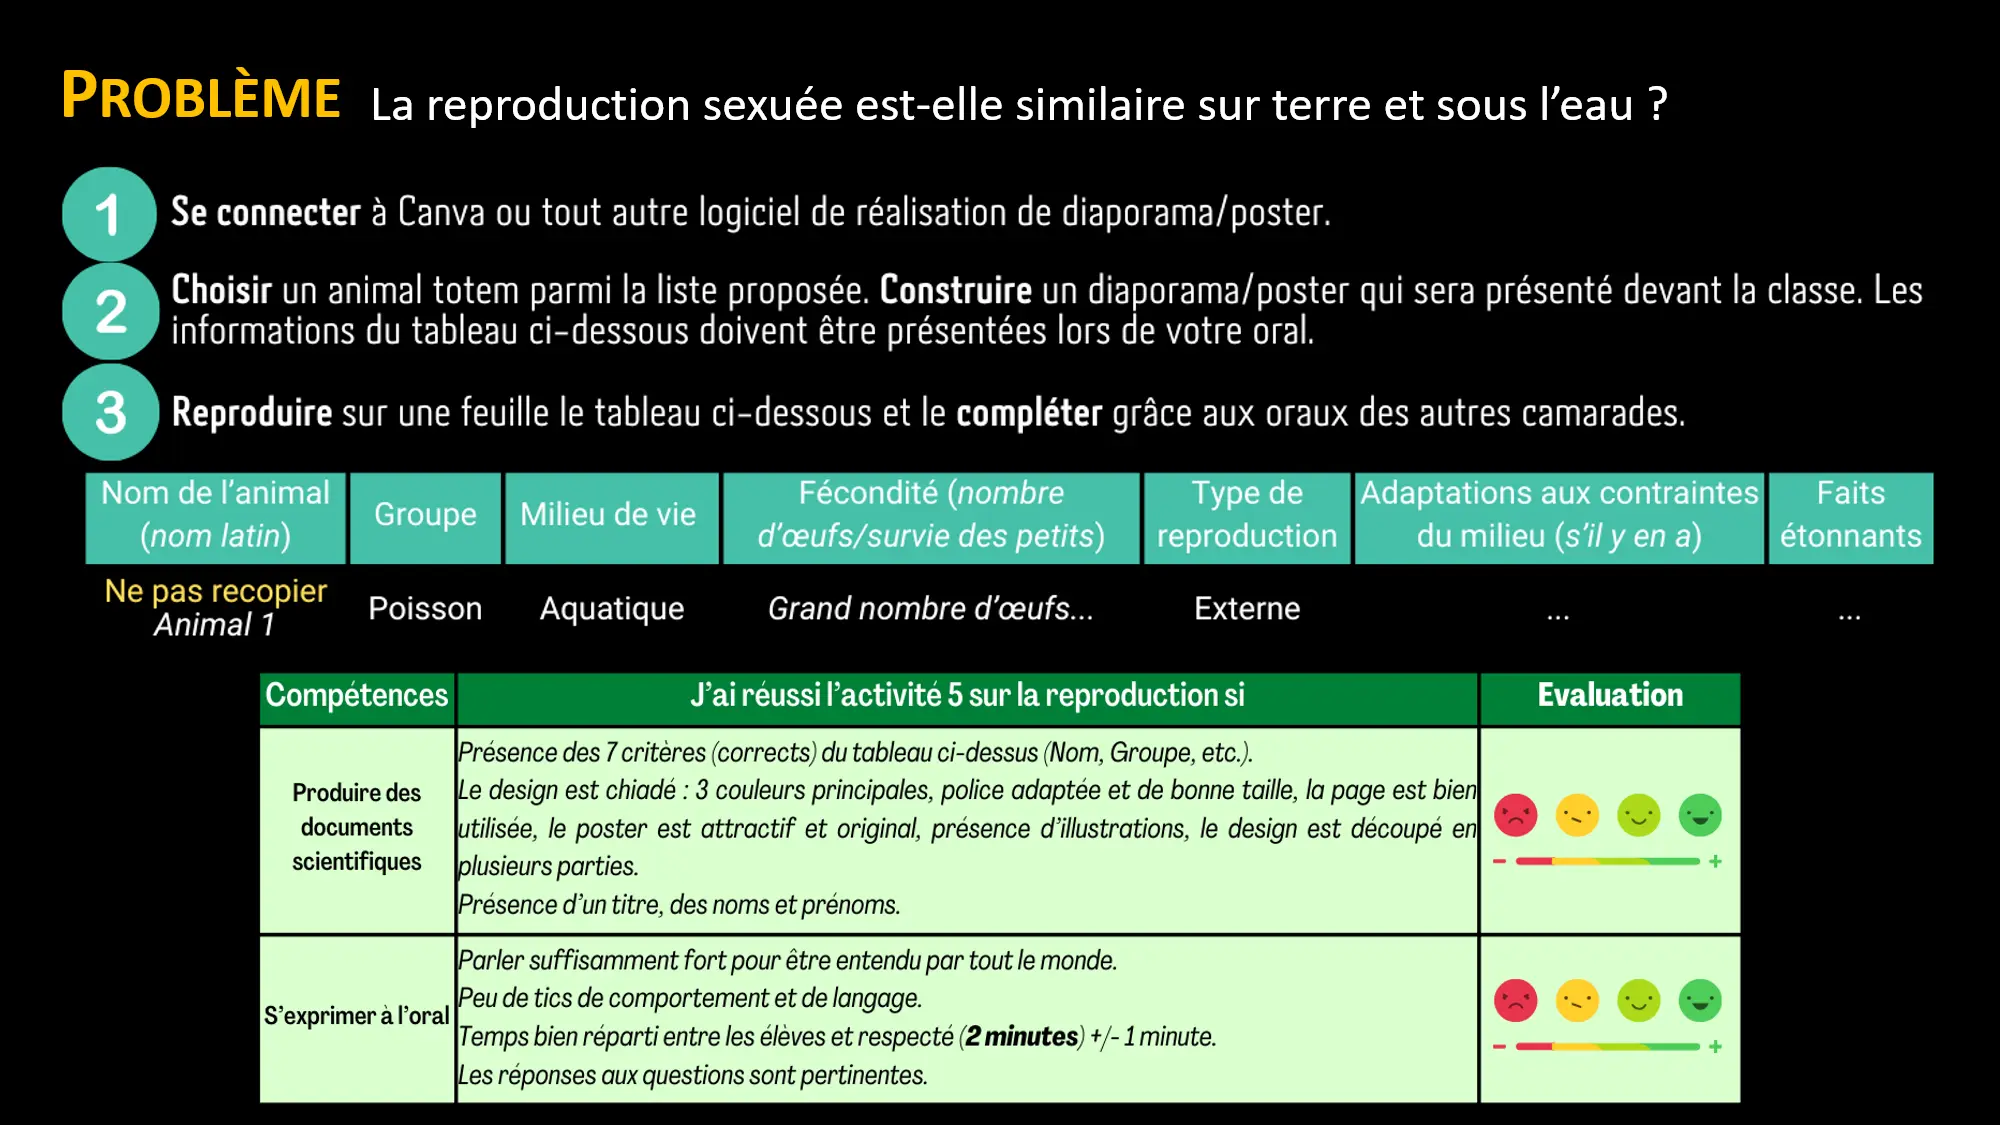 PROBLÈME La reproduction sexuée est-elle similaire sur terre et sous l’eau ?
1 Se connecter à Canva ou tout autre logiciel de réalisation de diaporama/poster.
2 Choisir un animal totem parmi la liste proposée. Construire un diaporama/poster qui sera présenté devant la classe. Les
informations du tableau ci-dessous doivent être présentées lors de votre oral.
3 Reproduire sur une feuille le tableau ci-dessous et le compléter grâce aux oraux des autres camarades.
Nom de l’animal
(nom latin)
Groupe
Milieu de vie
Fécondité (nombre
d’œufs/survie des petits)
Type de
reproduction
Adaptations aux contraintes
du milieu (s’il y en a)
Faits
étonnants
Ne pas recopier
Animal 1
Poisson
Aquatique
Grand nombre d’œufs...
Externe
...
...
Compétences
J’ai réussi l’activité 5 sur la reproduction si
Evaluation
Produire des
documents
scientifiques
Présence des 7 critères (corrects) du tableau ci-dessus (Nom, Groupe, etc.).
Le design est chiadé : 3 couleurs principales, police adaptée et de bonne taille, la page est bien
utilisée, le poster est attractif et original, présence d’illustrations, le design est découpé en
plusieurs parties.
Présence d’un titre, des noms et prénoms.
- +
S’exprimer à l’oral
Parler suffisamment fort pour être entendu par tout le monde.
Peu de tics de comportement et de langage.
Temps bien réparti entre les élèves et respecté (2 minutes) +/- 1 minute.
Les réponses aux questions sont pertinentes.
- +